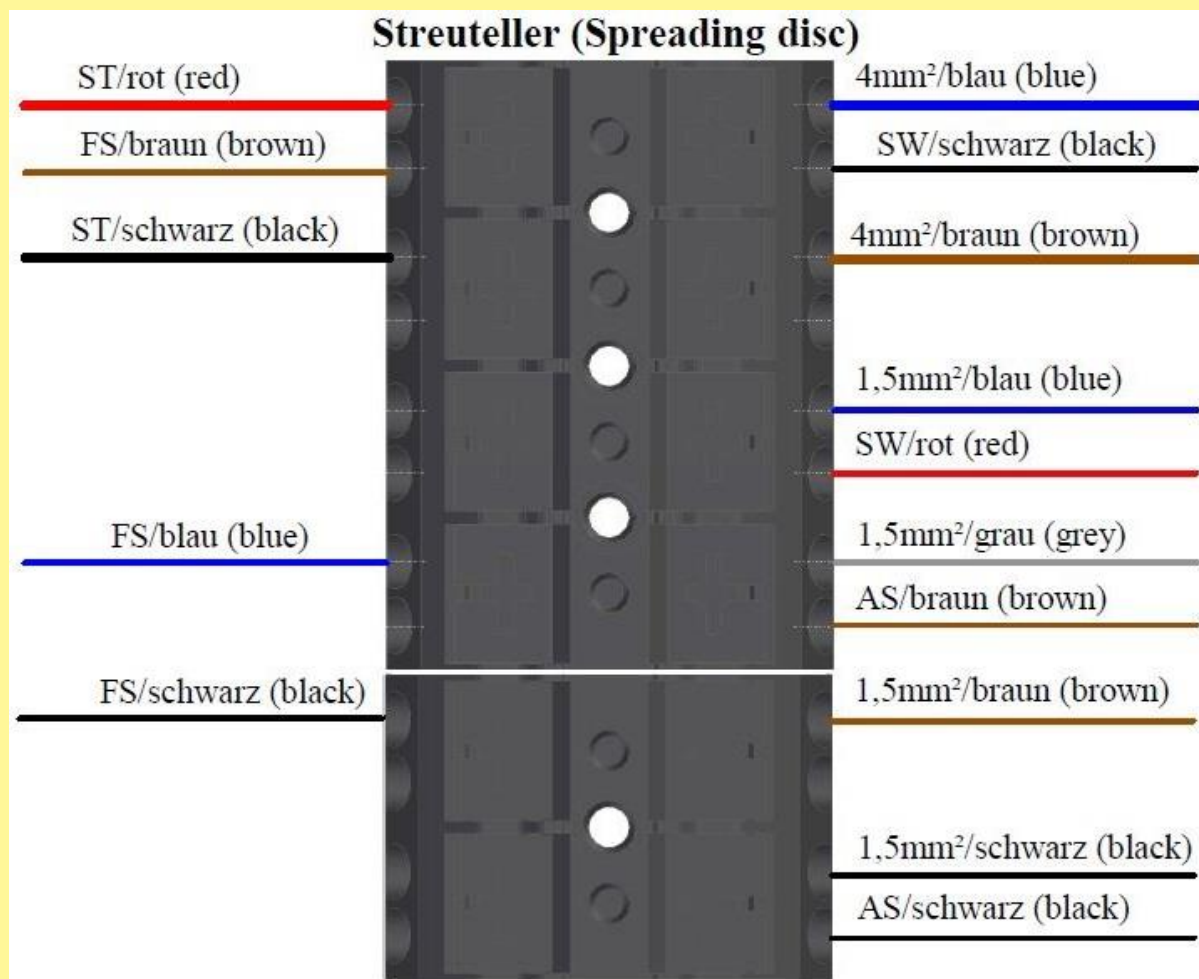 Streuteller (Spreading disc)
ST/rot (red)
FS/braun (brown)
ST/schwarz (black)
FS/blau (blue)
FS/schwarz (black)
4mm²/blau (blue)
SW/schwarz (black)
4mm²/braun (brown)
1,5mm²/blau (blue)
SW/rot (red)
1,5mm²/grau (grey)
AS/braun (brown)
1,5mm²/braun (brown)
1,5mm²/schwarz (black)
AS/schwarz (black)